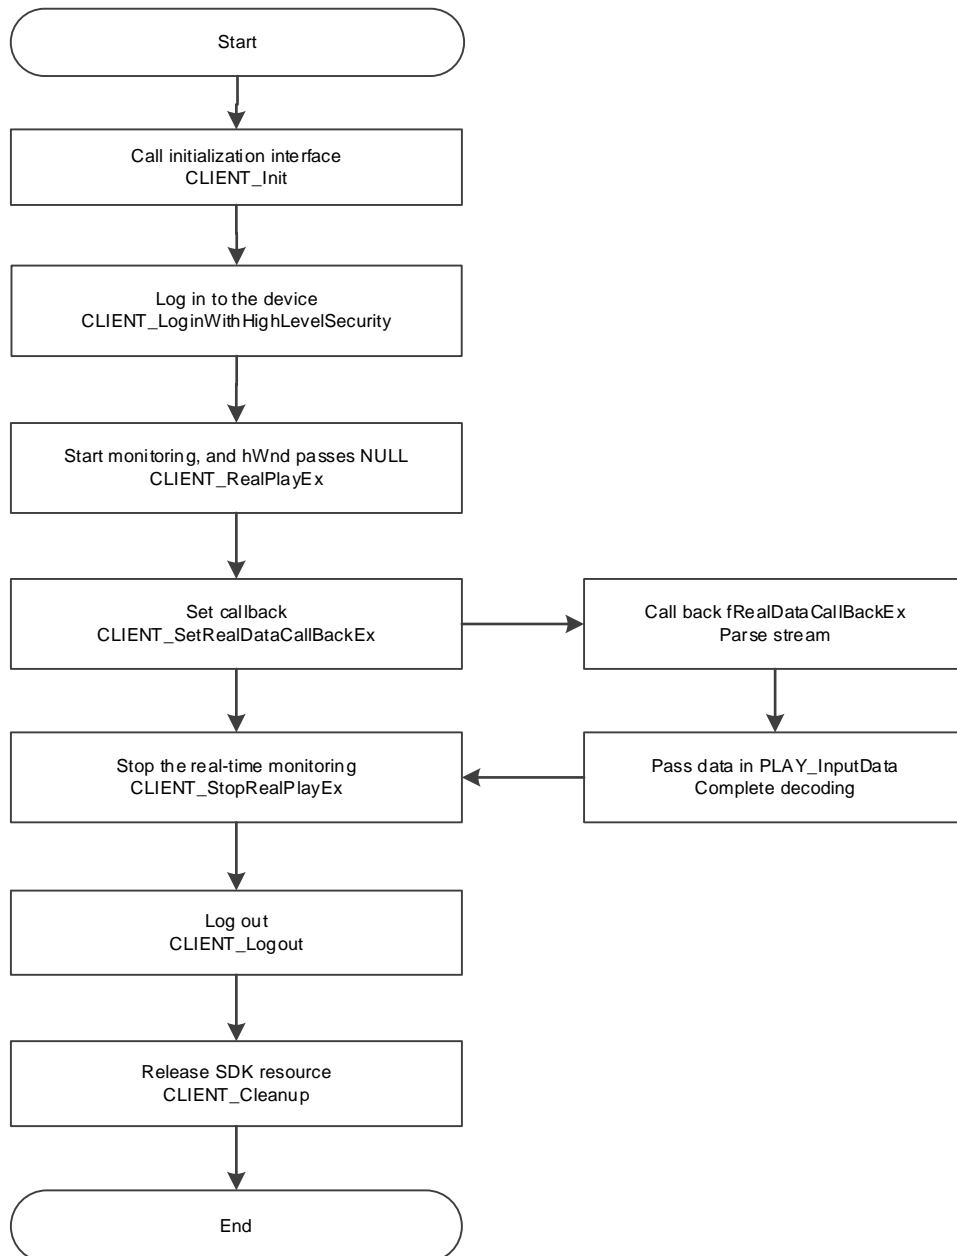 Start
Call initialization interface
CLIENT_Init
Log in to the device
CLIENT_LoginWithHighLevelSecurity
Start monitoring, and hWnd passes NULL
CLIENT_RealPlayEx
Set callback
CLIENT_SetRealDataCallBackEx
Call back fRealDataCallBackEx
Parse stream
Stop the real-time monitoring
CLIENT_StopRealPlayEx
Pass data in PLAY_InputData
Complete decoding
Log out
CLIENT_Logout
Release SDK resource
CLIENT_Cleanup
End